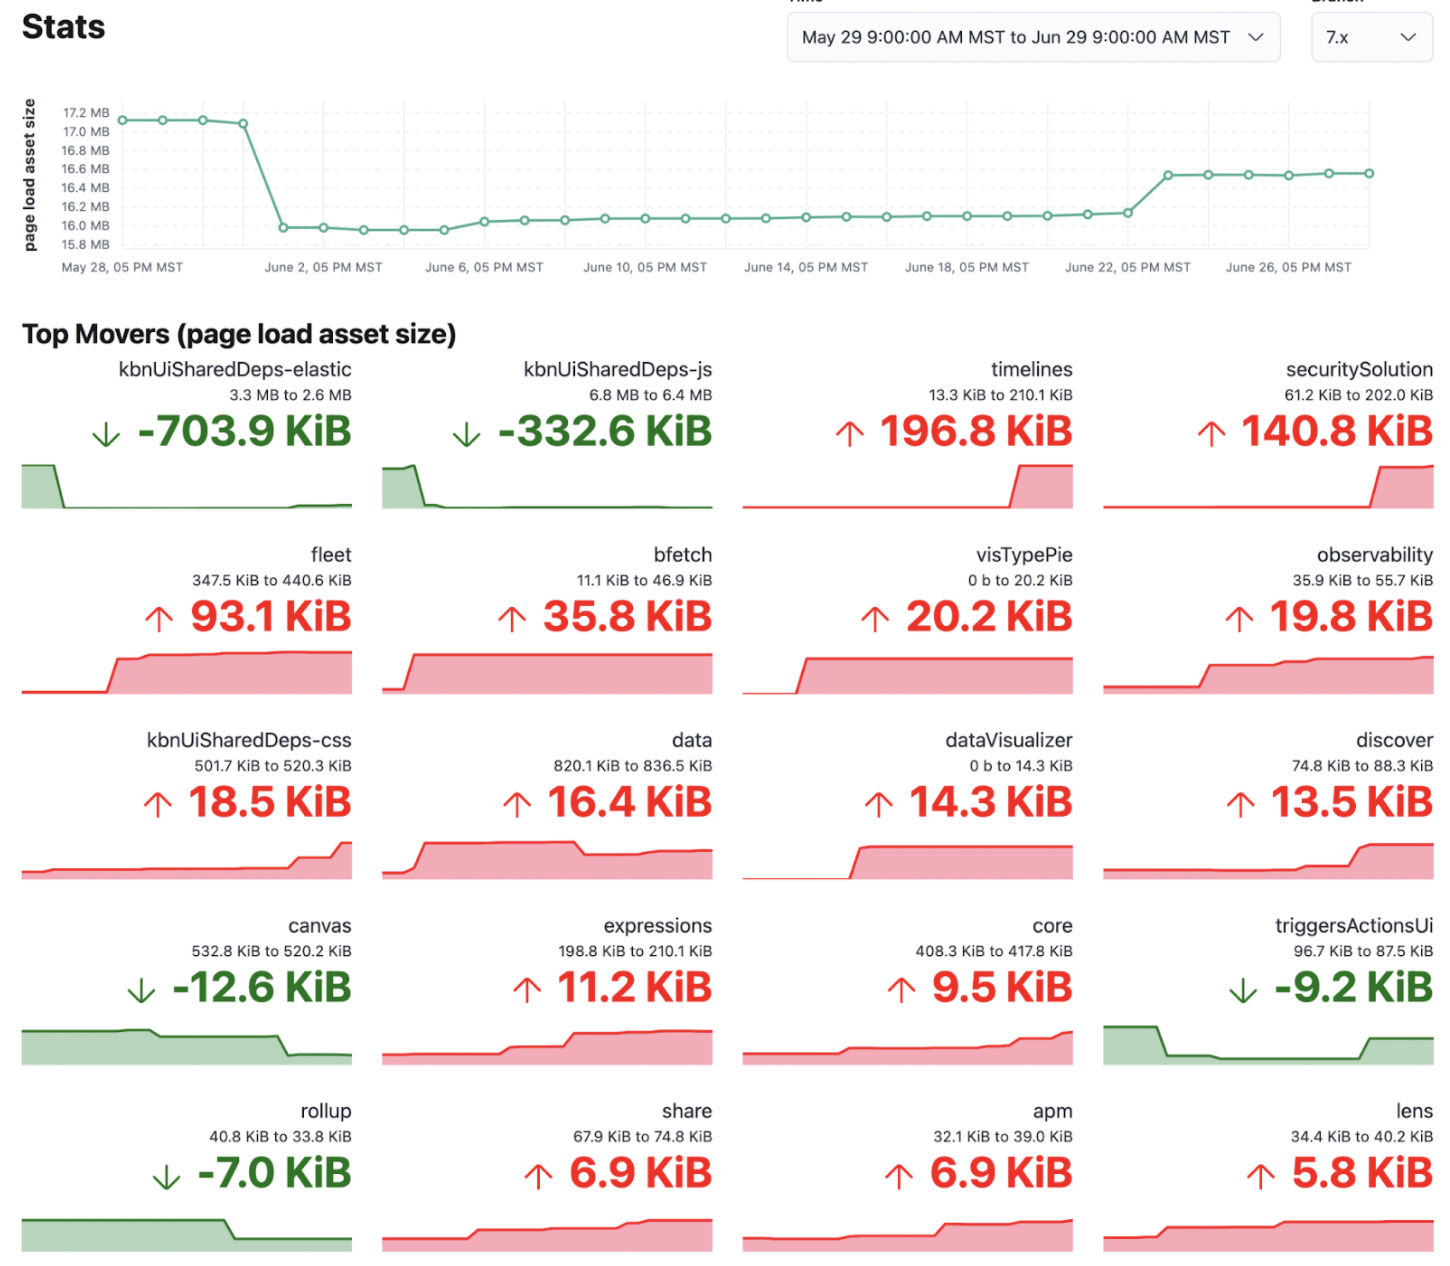 Stats
May 29 9:00:00 AM MST to Jun 29 9:00:00 AM MST
7.x
page load asset size
17.2 MB
17.0 MB
16.8 MB
16.6 MB
16.4 MB
16.2 MB
16.0 MB
15.8 MB
May 28, 05 PM MST June 2, 05 PM MST June 6, 05 PM MST June 10, 05 PM MST June 14, 05 PM MST June 18, 05 PM MST June 22, 05 PM MST June 26, 05 PM MST
Top Movers (page load asset size)
kbnUiSharedDeps-elastic
3.3 MB to 2.6 MB
↓ -703.9 KiB
kbnUiSharedDeps-js
6.8 MB to 6.4 MB
↓ -332.6 KiB
timelines
13.3 KiB to 210.1 KiB
↑ 196.8 KiB
securitySolution
61.2 KiB to 202.0 KiB
↑ 140.8 KiB
fleet
347.5 KiB to 440.6 KiB
↑ 93.1 KiB
bfetch
11.1 KiB to 46.9 KiB
↑ 35.8 KiB
visTypePie
0 b to 20.2 KiB
↑ 20.2 KiB
observability
35.9 KiB to 55.7 KiB
↑ 19.8 KiB
kbnUiSharedDeps-css
501.7 KiB to 520.3 KiB
↑ 18.5 KiB
data
820.1 KiB to 836.5 KiB
↑ 16.4 KiB
dataVisualizer
0 b to 14.3 KiB
↑ 14.3 KiB
discover
74.8 KiB to 88.3 KiB
↑ 13.5 KiB
canvas
532.8 KiB to 520.2 KiB
↓ -12.6 KiB
expressions
198.8 KiB to 210.1 KiB
↑ 11.2 KiB
core
408.3 KiB to 417.8 KiB
↑ 9.5 KiB
triggersActionsUi
96.7 KiB to 87.5 KiB
↓ -9.2 KiB
rollup
40.8 KiB to 33.8 KiB
↓ -7.0 KiB
share
67.9 KiB to 74.8 KiB
↑ 6.9 KiB
apm
32.1 KiB to 39.0 KiB
↑ 6.9 KiB
lens
34.4 KiB to 40.2 KiB
↑ 5.8 KiB